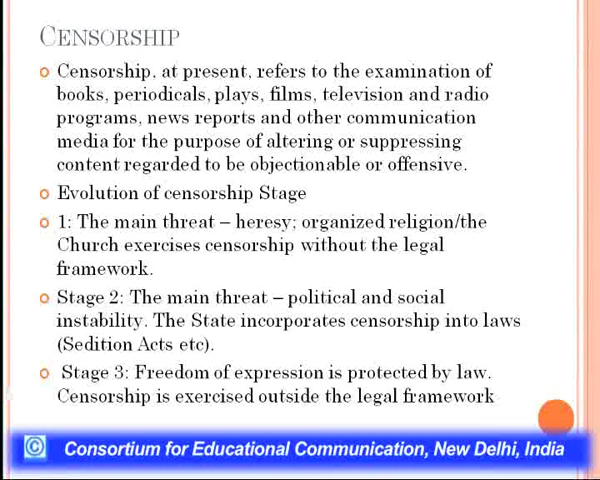 CENSORSHIP
Censorship, at present, refers to the examination of
books, periodicals, plays, films, television and radio
programs, news reports and other communication
media for the purpose of altering or suppressing
content regarded to be objectionable or offensive.
Evolution of censorship Stage
1: The main threat – heresy; organized religion/the
Church exercises censorship without the legal
framework.
Stage 2: The main threat – political and social
instability. The State incorporates censorship into laws
(Sedition Acts etc).
Stage 3: Freedom of expression is protected by law.
Censorship is exercised outside the legal framework
© Consortium for Educational Communication, New Delhi, India